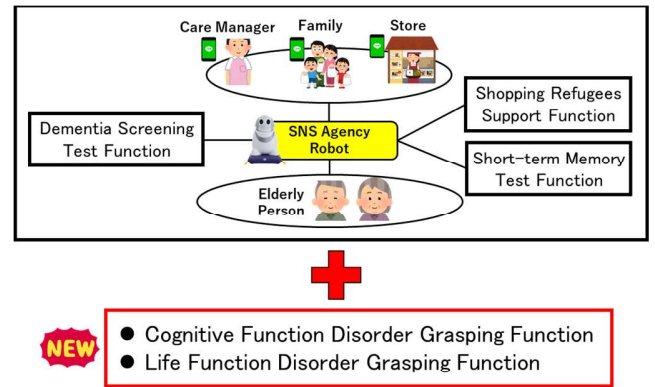 Care Manager
Family
Store
Dementia Screening
Test Function
SNS Agency
Robot
Shopping Refugees
Support Function
Short-term Memory
Test Function
Elderly
Person
NEW
● Cognitive Function Disorder Grasping Function
● Life Function Disorder Grasping Function